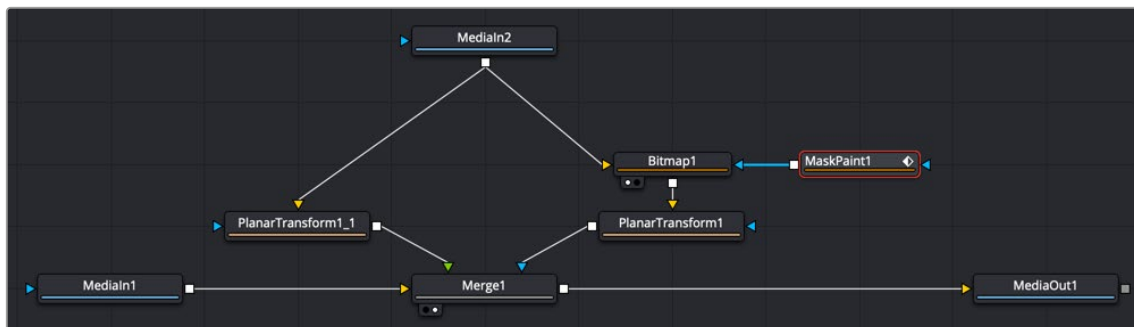 MediaIn2
Bitmap1
MaskPaint1
PlanarTransform1_1
PlanarTransform1
MediaIn1
Merge1
MediaOut1